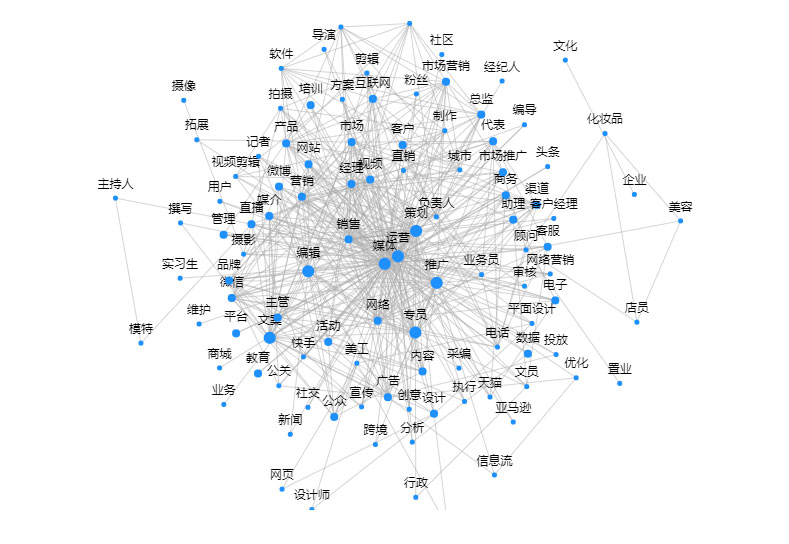 导演
社区
文化
软件
剪辑
市场营销
经纪人
摄像
拍摄
培训
方案
互联网
粉丝
总监
拓展
产品
市场
客户
制作
代表
编导
化妆品
记者
网站
视频剪辑
微博
经理
视频
直销
城市
市场推广
头条
主持人
用户
营销
商务
渠道
企业
撰写
管理
直播
媒介
负责人
策划
助理
客户经理
美容
摄影
销售
运营
媒体
顾问
客服
实习生
品牌
编辑
推广
业务员
网络营销
审核
微信
电子
模特
维护
平台
主管
文案
网络
专员
平面设计
店员
商城
教育
公关
快手
活动
美工
内容
采编
电话
数据
投放
优化
置业
业务
社交
公众
宣传
广告
创意
设计
执行
天猫
文员
新闻
跨境
分析
亚马逊
网页
设计师
行政
信息流